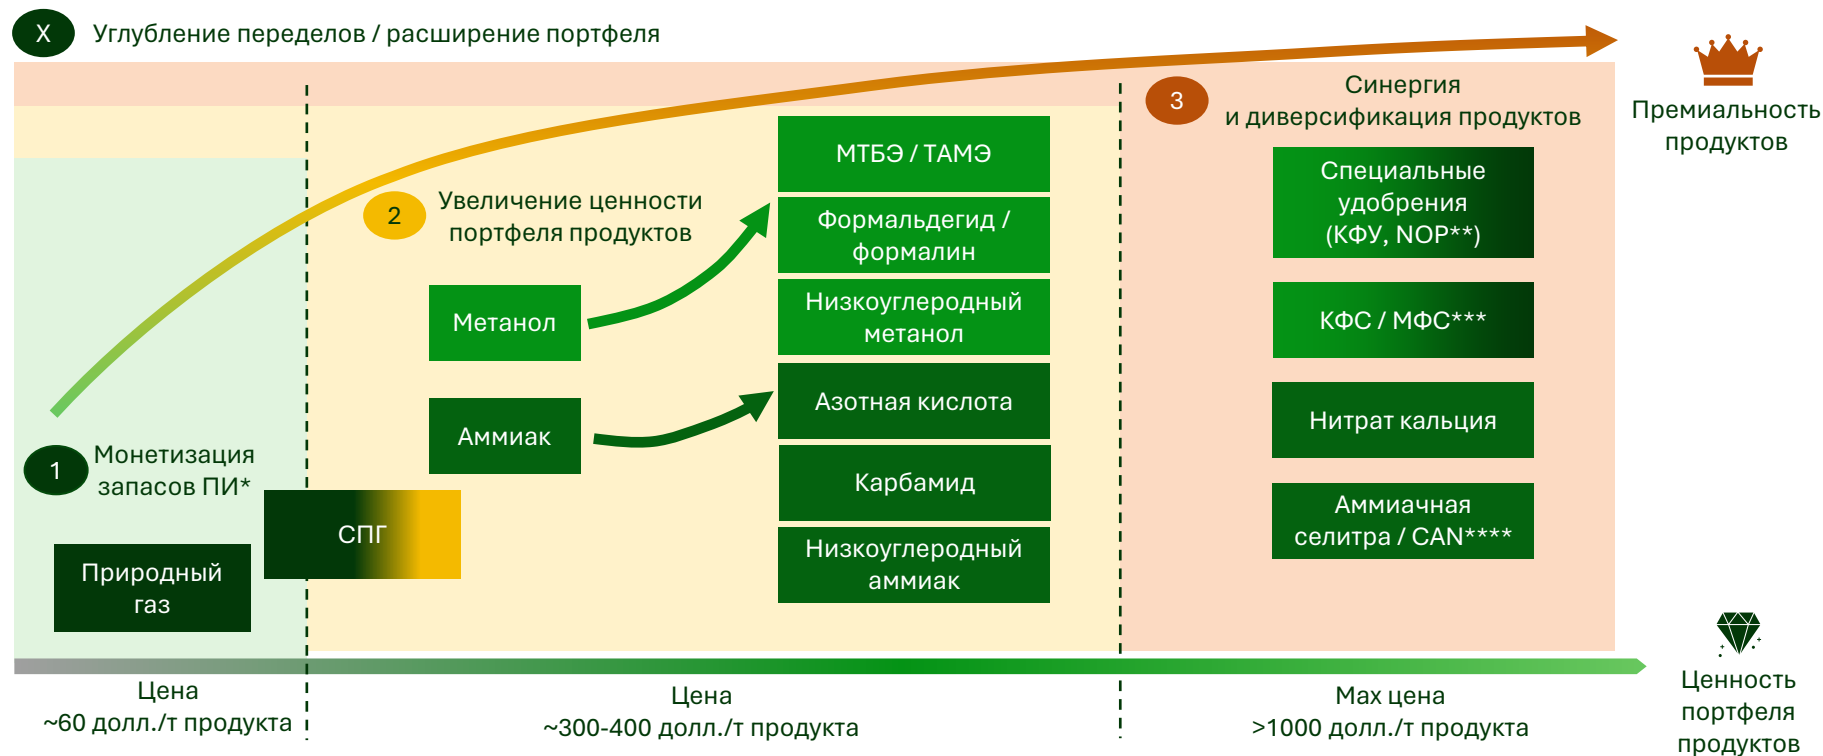 X
Углубление переделов / расширение портфеля
Премиальность
продуктов
3
Синергия
и диверсификация продуктов
МТБЭ / ТАМЭ
Специальные
удобрения
(КФУ, NOP**)
2
Увеличение ценности
портфеля продуктов
Формальдегид /
формалин
Метанол
Низкоуглеродный
метанол
КФС / МФС***
Аммиак
Азотная кислота
Нитрат кальция
1
Монетизация
запасов ПИ*
Карбамид
СПГ
Аммиачная
селитра / CAN****
Природный
газ
Низкоуглеродный
аммиак
Цена
~60 долл./т продукта
Цена
~300-400 долл./т продукта
Мах цена
>1000 долл./т продукта
Ценность
портфеля
продуктов